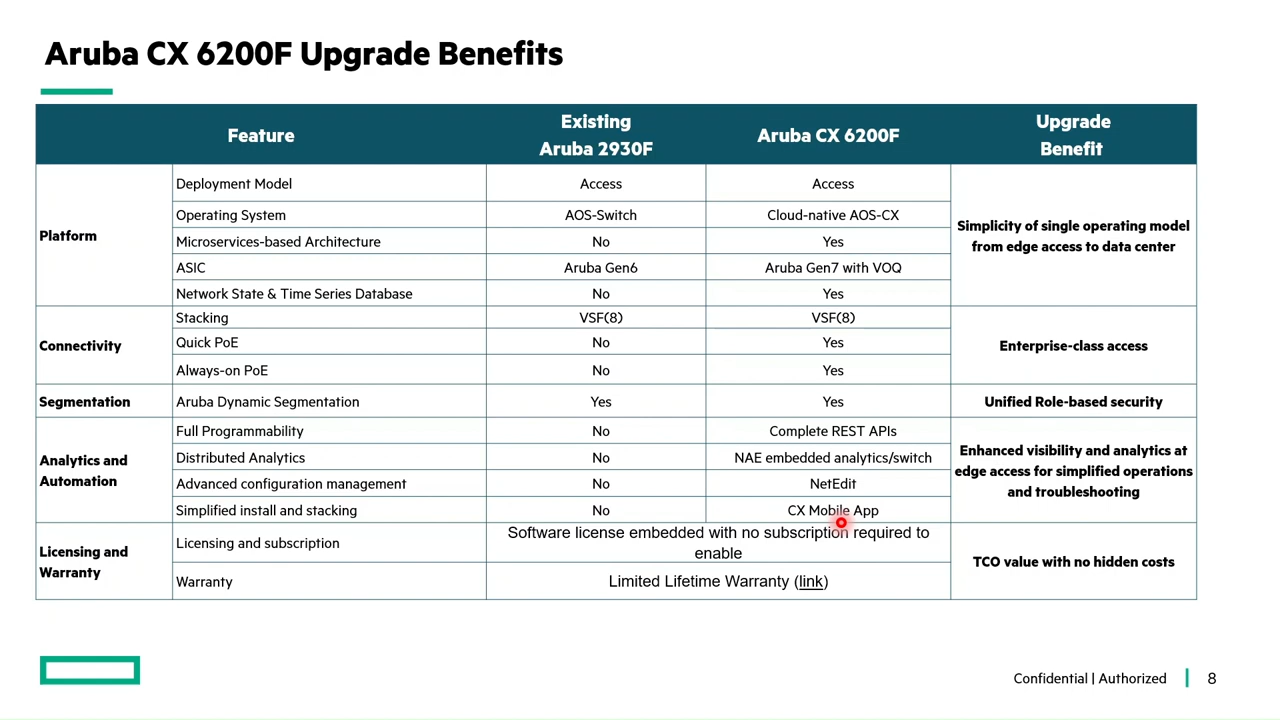 Aruba CX 6200F Upgrade Benefits
Feature
Existing
Aruba 2930F
Aruba CX 6200F
Upgrade
Benefit
Platform
Deployment Model
Access
Access
Simplicity of single operating model
from edge access to data center
Operating System
AOS-Switch
Cloud-native AOS-CX
Microservices-based Architecture
No
Yes
ASIC
Aruba Gen6
Aruba Gen7 with VOQ
Network State & Time Series Database
No
Yes
Connectivity
Stacking
VSF(8)
VSF(8)
Enterprise-class access
Quick PoE
No
Yes
Always-on PoE
No
Yes
Segmentation
Aruba Dynamic Segmentation
Yes
Yes
Unified Role-based security
Analytics and
Automation
Full Programmability
No
Complete REST APIs
Enhanced visibility and analytics at
edge access for simplified operations
and troubleshooting
Distributed Analytics
No
NAE embedded analytics/switch
Advanced configuration management
No
NetEdit
Simplified install and stacking
No
CX Mobile App
Licensing and
Warranty
Licensing and subscription
Software license embedded with no subscription required to
enable
TCO value with no hidden costs
Warranty
Limited Lifetime Warranty (link)
Confidential | Authorized
8